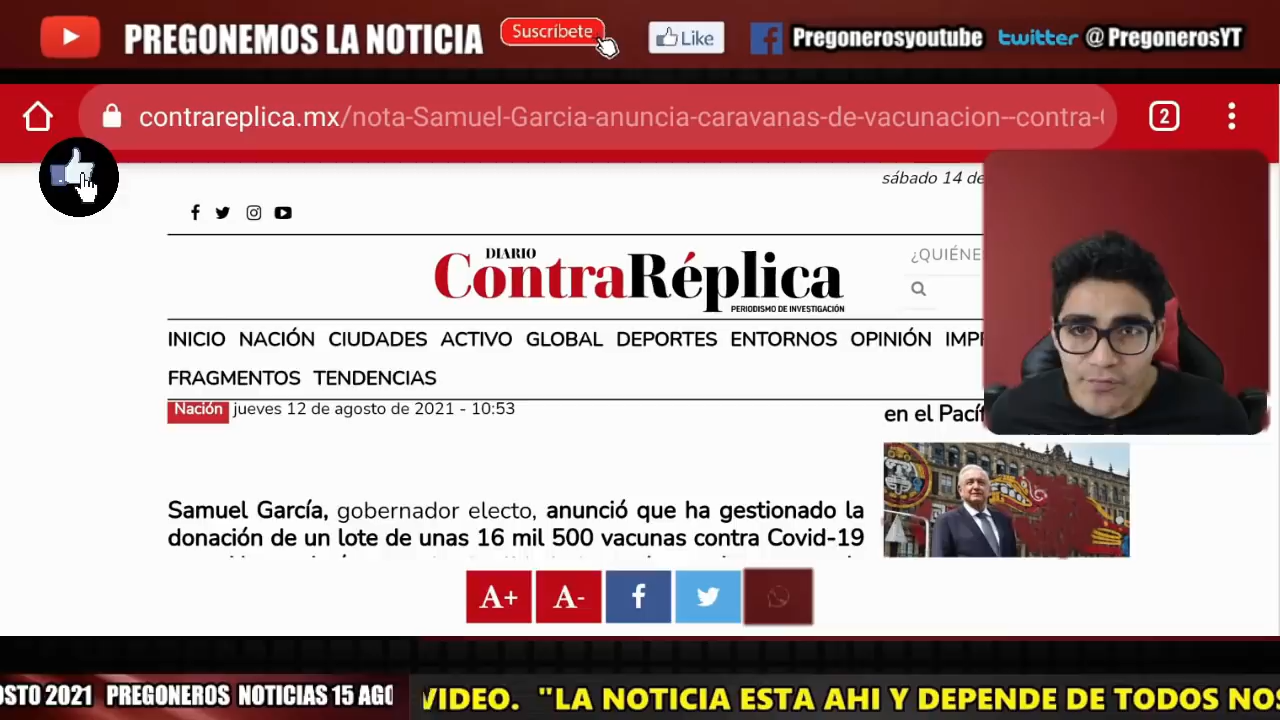 PREGONEMOS LA NOTICIA
Suscríbete
Like
Pregonerosyoutube
twitter @PregonerosYT
contrareplica.mx/nota-Samuel-Garcia-anuncia-caravanas-de-vacunacion--contra-
2
sábado 14 de
¿QUIÉNE
DIARIO
ContraRéplica
PERIODISMO DE INVESTIGACIÓN
INICIO NACIÓN CIUDADES ACTIVO GLOBAL DEPORTES ENTORNOS OPINIÓN IMP
FRAGMENTOS TENDENCIAS
Nación jueves 12 de agosto de 2021 - 10:53
en el Pací
Samuel García, gobernador electo, anunció que ha gestionado la
donación de un lote de unas 16 mil 500 vacunas contra Covid-19
A+ A-
OSTO 2021 PREGONEROS NOTICIAS 15 AGO
VIDEO. "LA NOTICIA ESTA AHI Y DEPENDE DE TODOS NOS